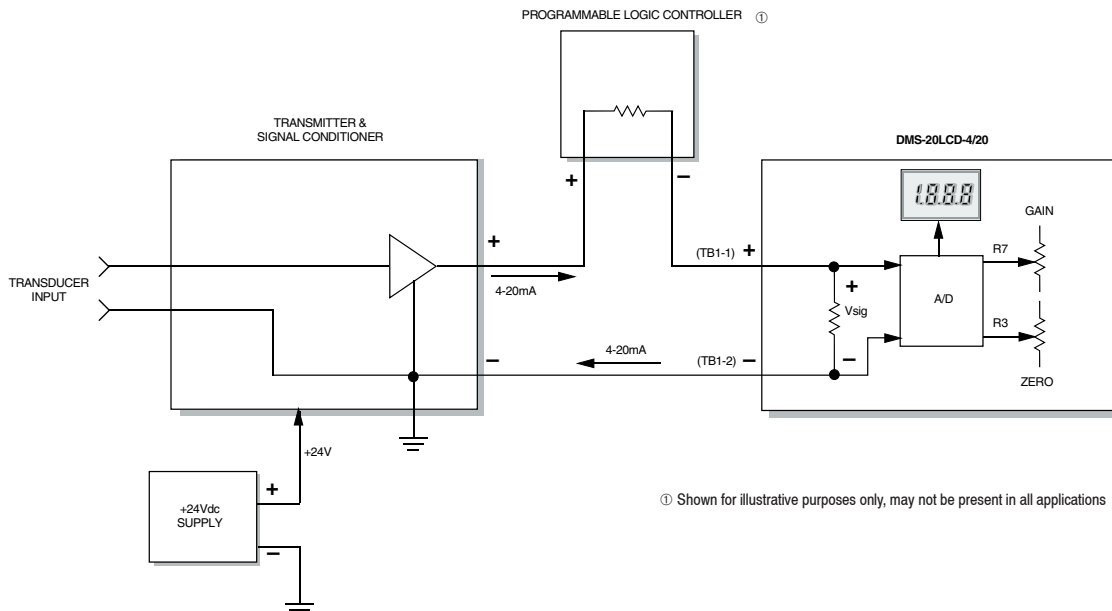 PROGRAMMABLE LOGIC CONTROLLER ①
TRANSMITTER &
SIGNAL CONDITIONER
DMS-20LCD-4/20
1.8.8.8
GAIN
+
−
+
(TB1-1) +
R7
TRANSDUCER
INPUT
4-20mA
+
Vsig
A/D
R3
4-20mA
−
(TB1-2) −
−
ZERO
+24V
+
+24Vdc
SUPPLY
−
① Shown for illustrative purposes only, may not be present in all applications